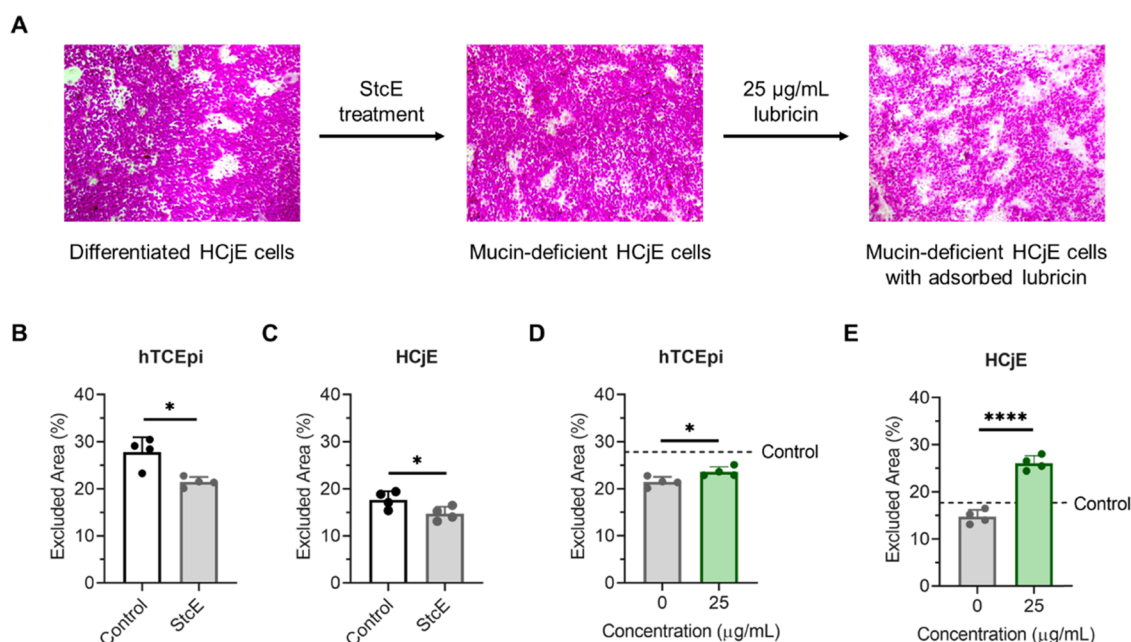 A
StcE
treatment
25 µg/mL
lubricin
Differentiated HCjE cells
Mucin-deficient HCjE cells
Mucin-deficient HCjE cells
with adsorbed lubricin
B
hTCEpi
Excluded Area (%)
40
30
20
10
0
*
Control
StcE
C
HCjE
Excluded Area (%)
40
30
20
10
0
*
Control
StcE
D
hTCEpi
Excluded Area (%)
40
30
20
10
0
*
Control
0
25
Concentration (µg/mL)
E
HCjE
Excluded Area (%)
40
30
20
10
0
****
Control
0
25
Concentration (µg/mL)